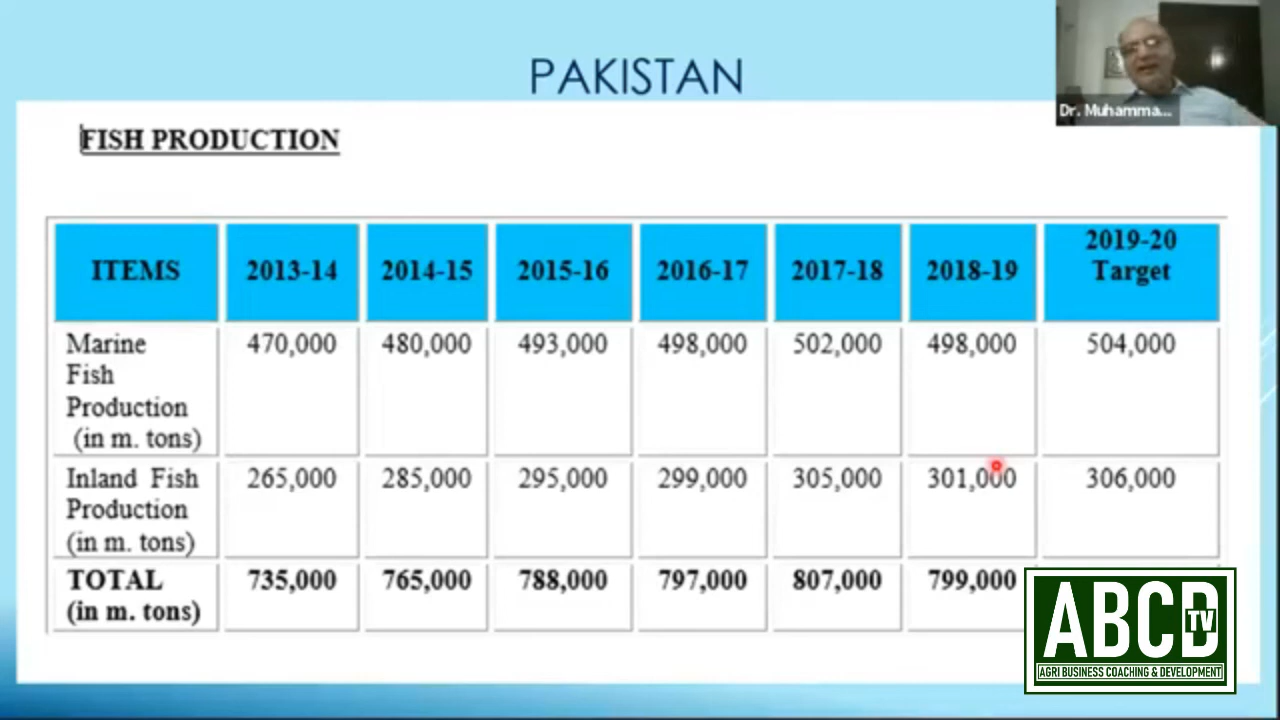 PAKISTAN
Dr. Muhamma...
FISH PRODUCTION
ITEMS 2013-14 2014-15 2015-16 2016-17 2017-18 2018-19 2019-20
Target
Marine 470,000 480,000 493,000 498,000 502,000 498,000 504,000
Fish
Production
(in m. tons)
Inland Fish 265,000 285,000 295,000 299,000 305,000 301,000 306,000
Production
(in m. tons)
TOTAL 735,000 765,000 788,000 797,000 807,000 799,000
(in m. tons)
ABCD TV
AGRI BUSINESS COACHING & DEVELOPMENT